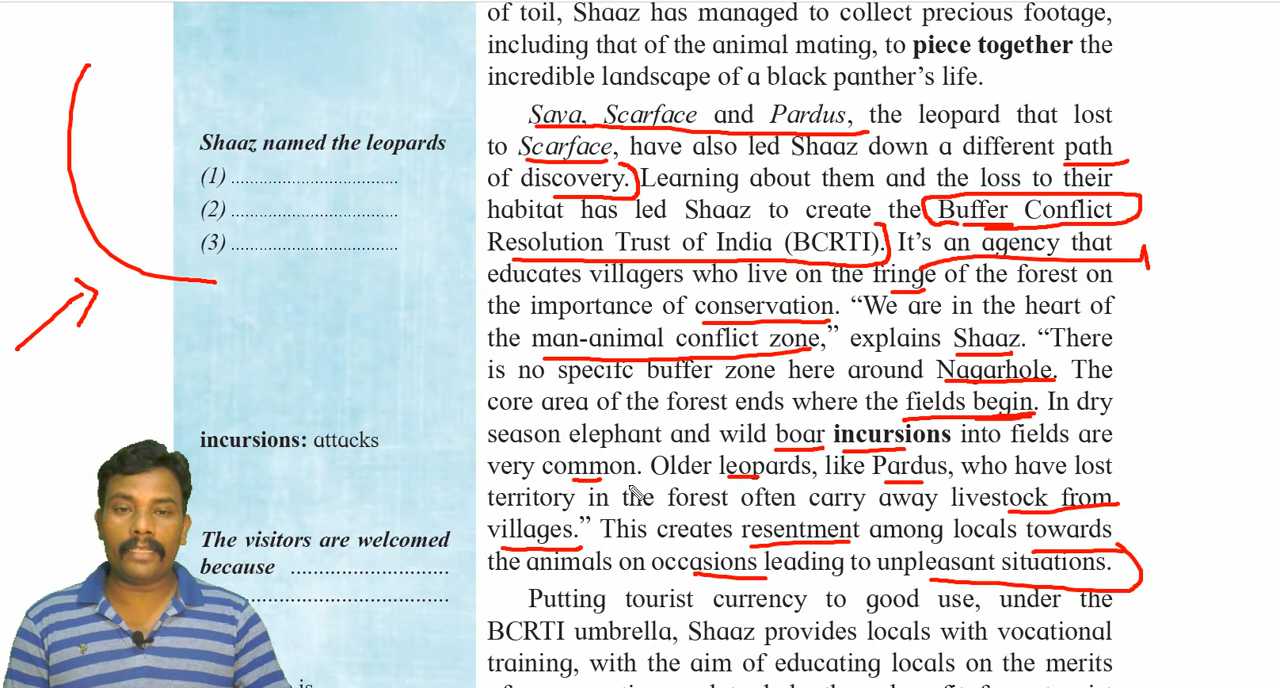 of toil, Shaaz has managed to collect precious footage,
including that of the animal mating, to piece together the
incredible landscape of a black panther's life.
Sava, Scarface and Pardus, the leopard that lost
to Scarface, have also led Shaaz down a different path
of discovery. Learning about them and the loss to their
habitat has led Shaaz to create the Buffer Conflict
Resolution Trust of India (BCRTI). It's an agency that
educates villagers who live on the fringe of the forest on
the importance of conservation. “We are in the heart of
the man-animal conflict zone,” explains Shaaz. “There
is no specifc buffer zone here around Nagarhole. The
core area of the forest ends where the fields begin. In dry
season elephant and wild boar incursions into fields are
very common. Older leopards, like Pardus, who have lost
territory in the forest often carry away livestock from
villages.” This creates resentment among locals towards
the animals on occasions leading to unpleasant situations.
Putting tourist currency to good use, under the
BCRTI umbrella, Shaaz provides locals with vocational
training, with the aim of educating locals on the merits
Shaaz named the leopards
(1) ....................................
(2) ....................................
(3) ....................................
incursions: attacks
The visitors are welcomed
because ..................................
..................................
is